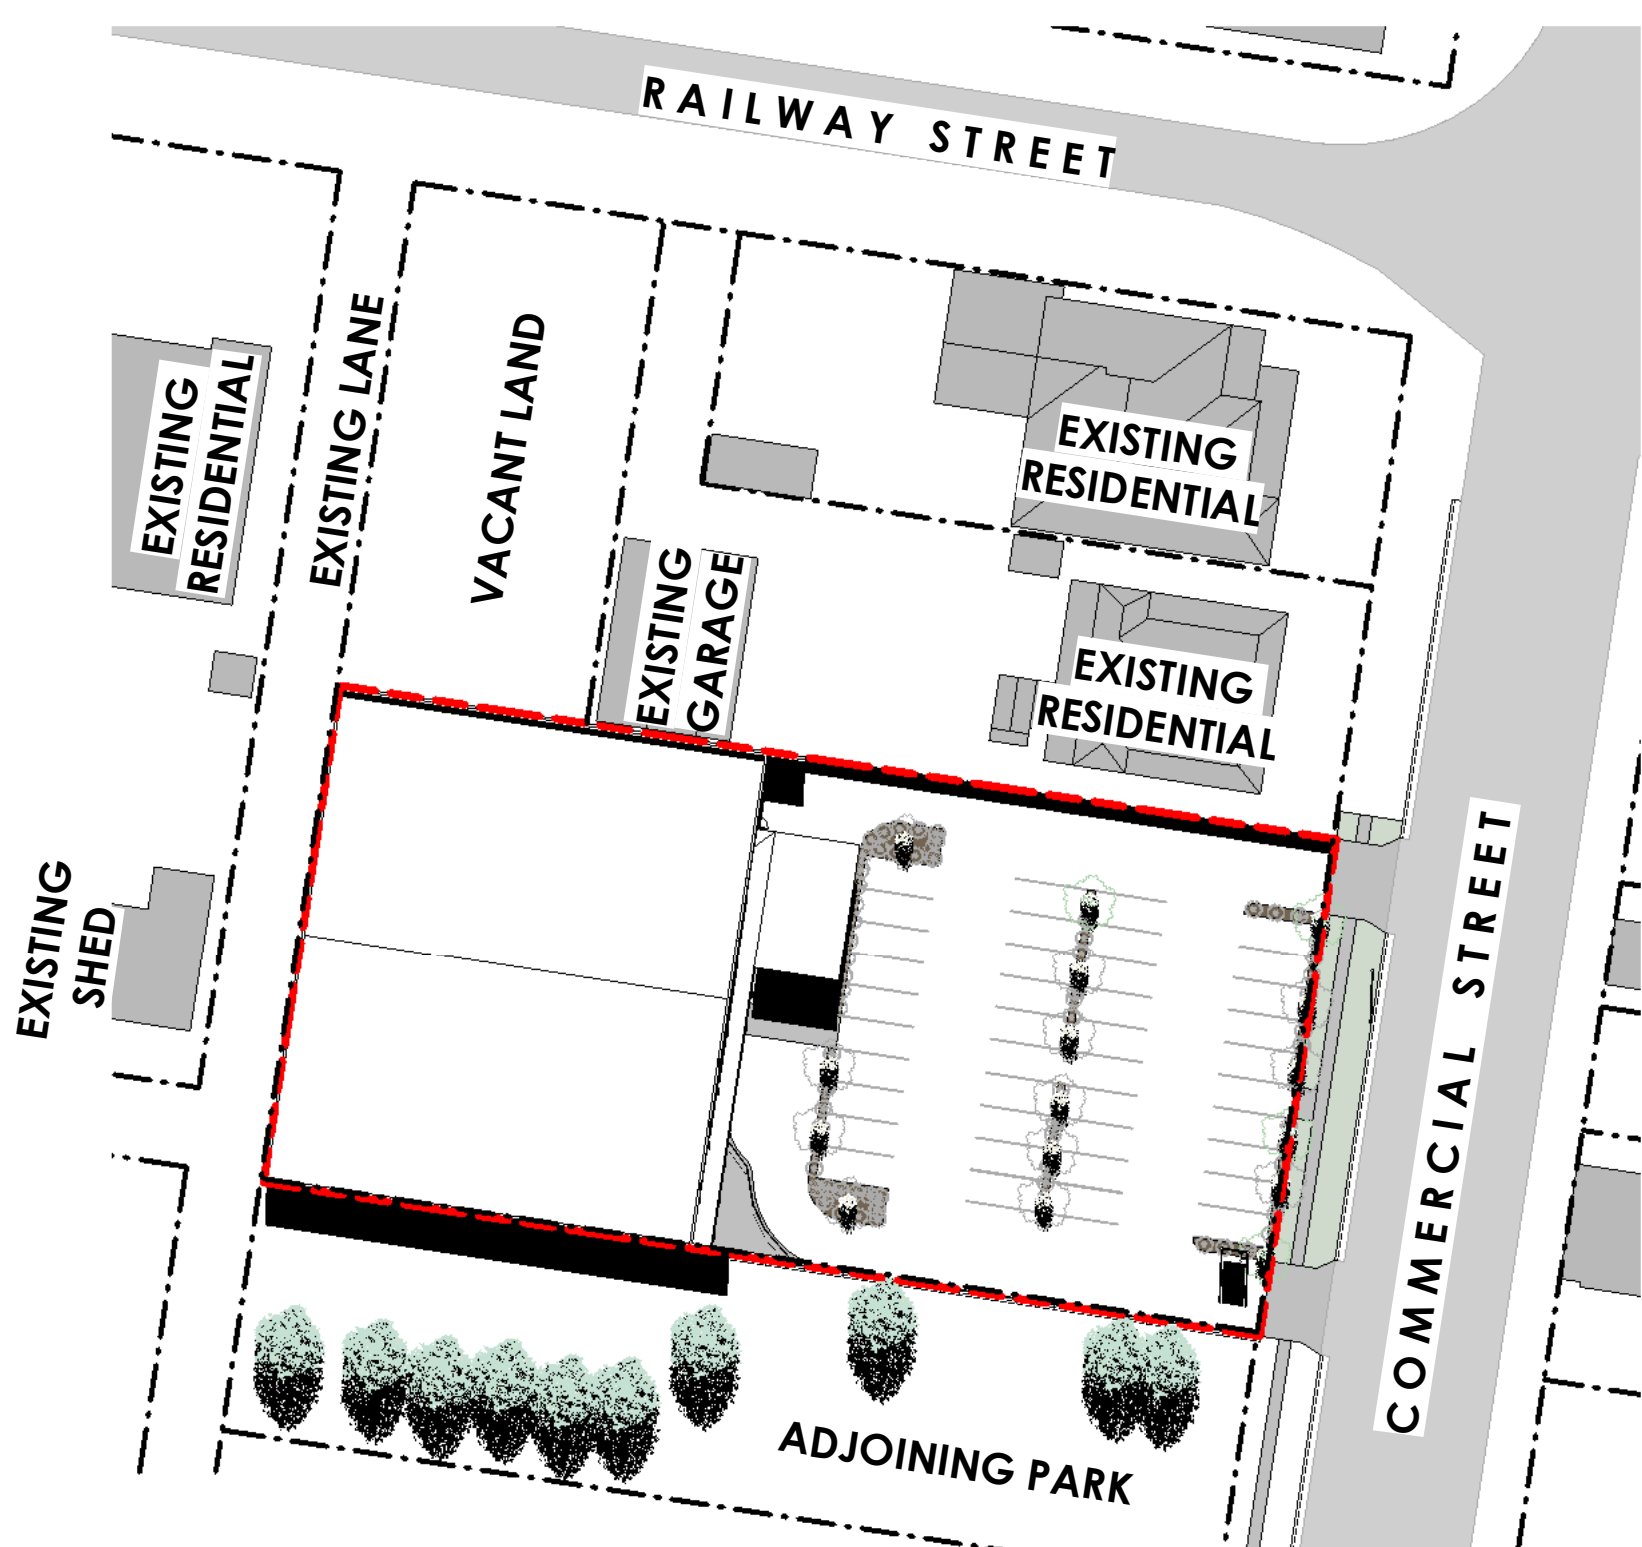 RAILWAY STREET
EXISTING
RESIDENTIAL
EXISTING LANE
VACANT LAND
EXISTING
RESIDENTIAL
EXISTING
GARAGE
EXISTING
RESIDENTIAL
EXISTING
SHED
COMMERCIAL STREET
ADJOINING PARK